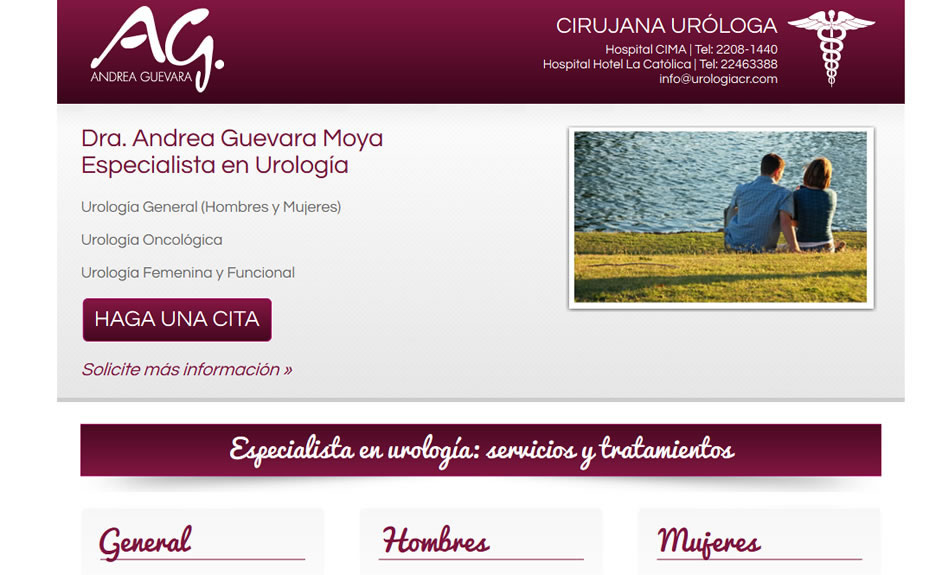 AG.
ANDREA GUEVARA
CIRUJANA URÓLOGA
Hospital CIMA | Tel: 2208-1440
Hospital Hotel La Católica | Tel: 22463388
info@urologiacr.com
Dra. Andrea Guevara Moya
Especialista en Urología
Urología General (Hombres y Mujeres)
Urología Oncológica
Urología Femenina y Funcional
HAGA UNA CITA
Solicite más información »
Especialista en urología: servicios y tratamientos
General
Hombres
Mujeres